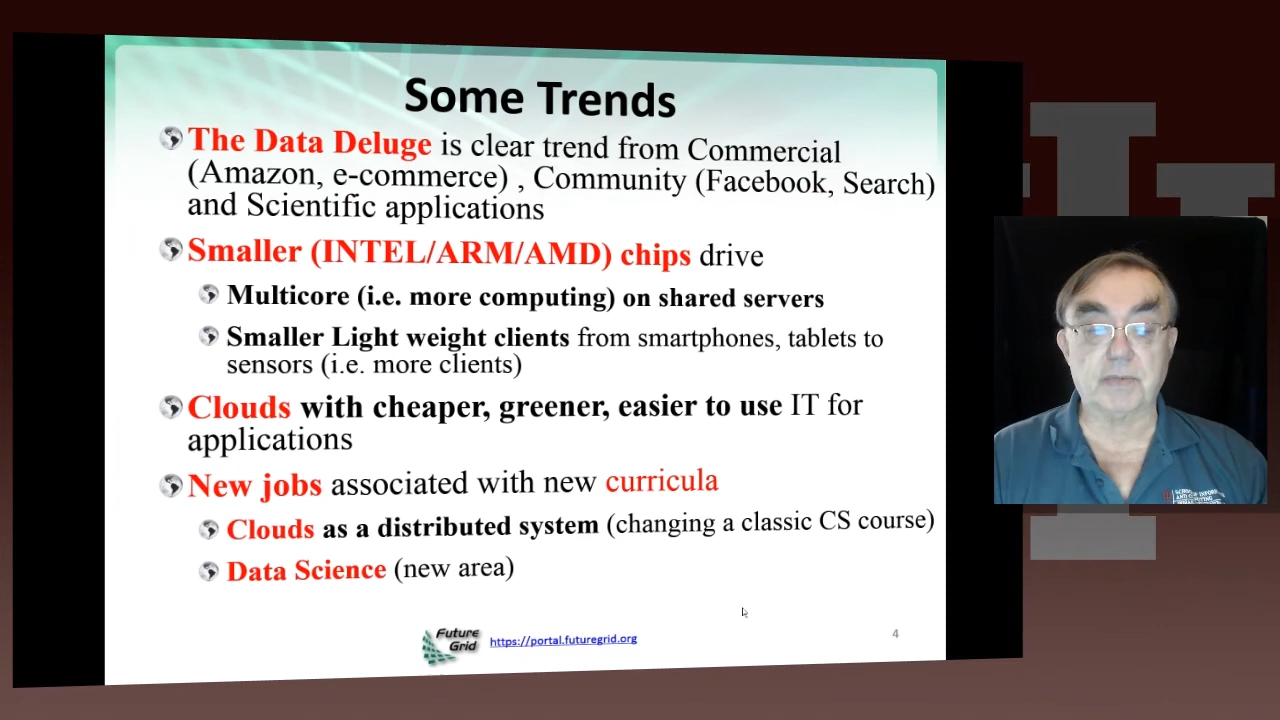 Some Trends
The Data Deluge is clear trend from Commercial
(Amazon, e-commerce) , Community (Facebook, Search)
and Scientific applications
Smaller (INTEL/ARM/AMD) chips drive
Multicore (i.e. more computing) on shared servers
Smaller Light weight clients from smartphones, tablets to
sensors (i.e. more clients)
Clouds with cheaper, greener, easier to use IT for
applications
New jobs associated with new curricula
Clouds as a distributed system (changing a classic CS course)
Data Science (new area)
Future
Grid
https://portal.futuregrid.org
4